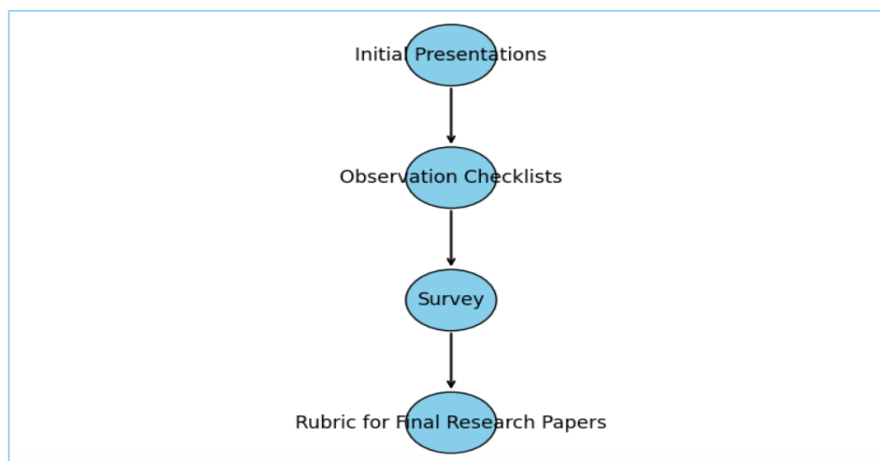 Initial Presentations
Observation Checklists
Survey
Rubric for Final Research Papers